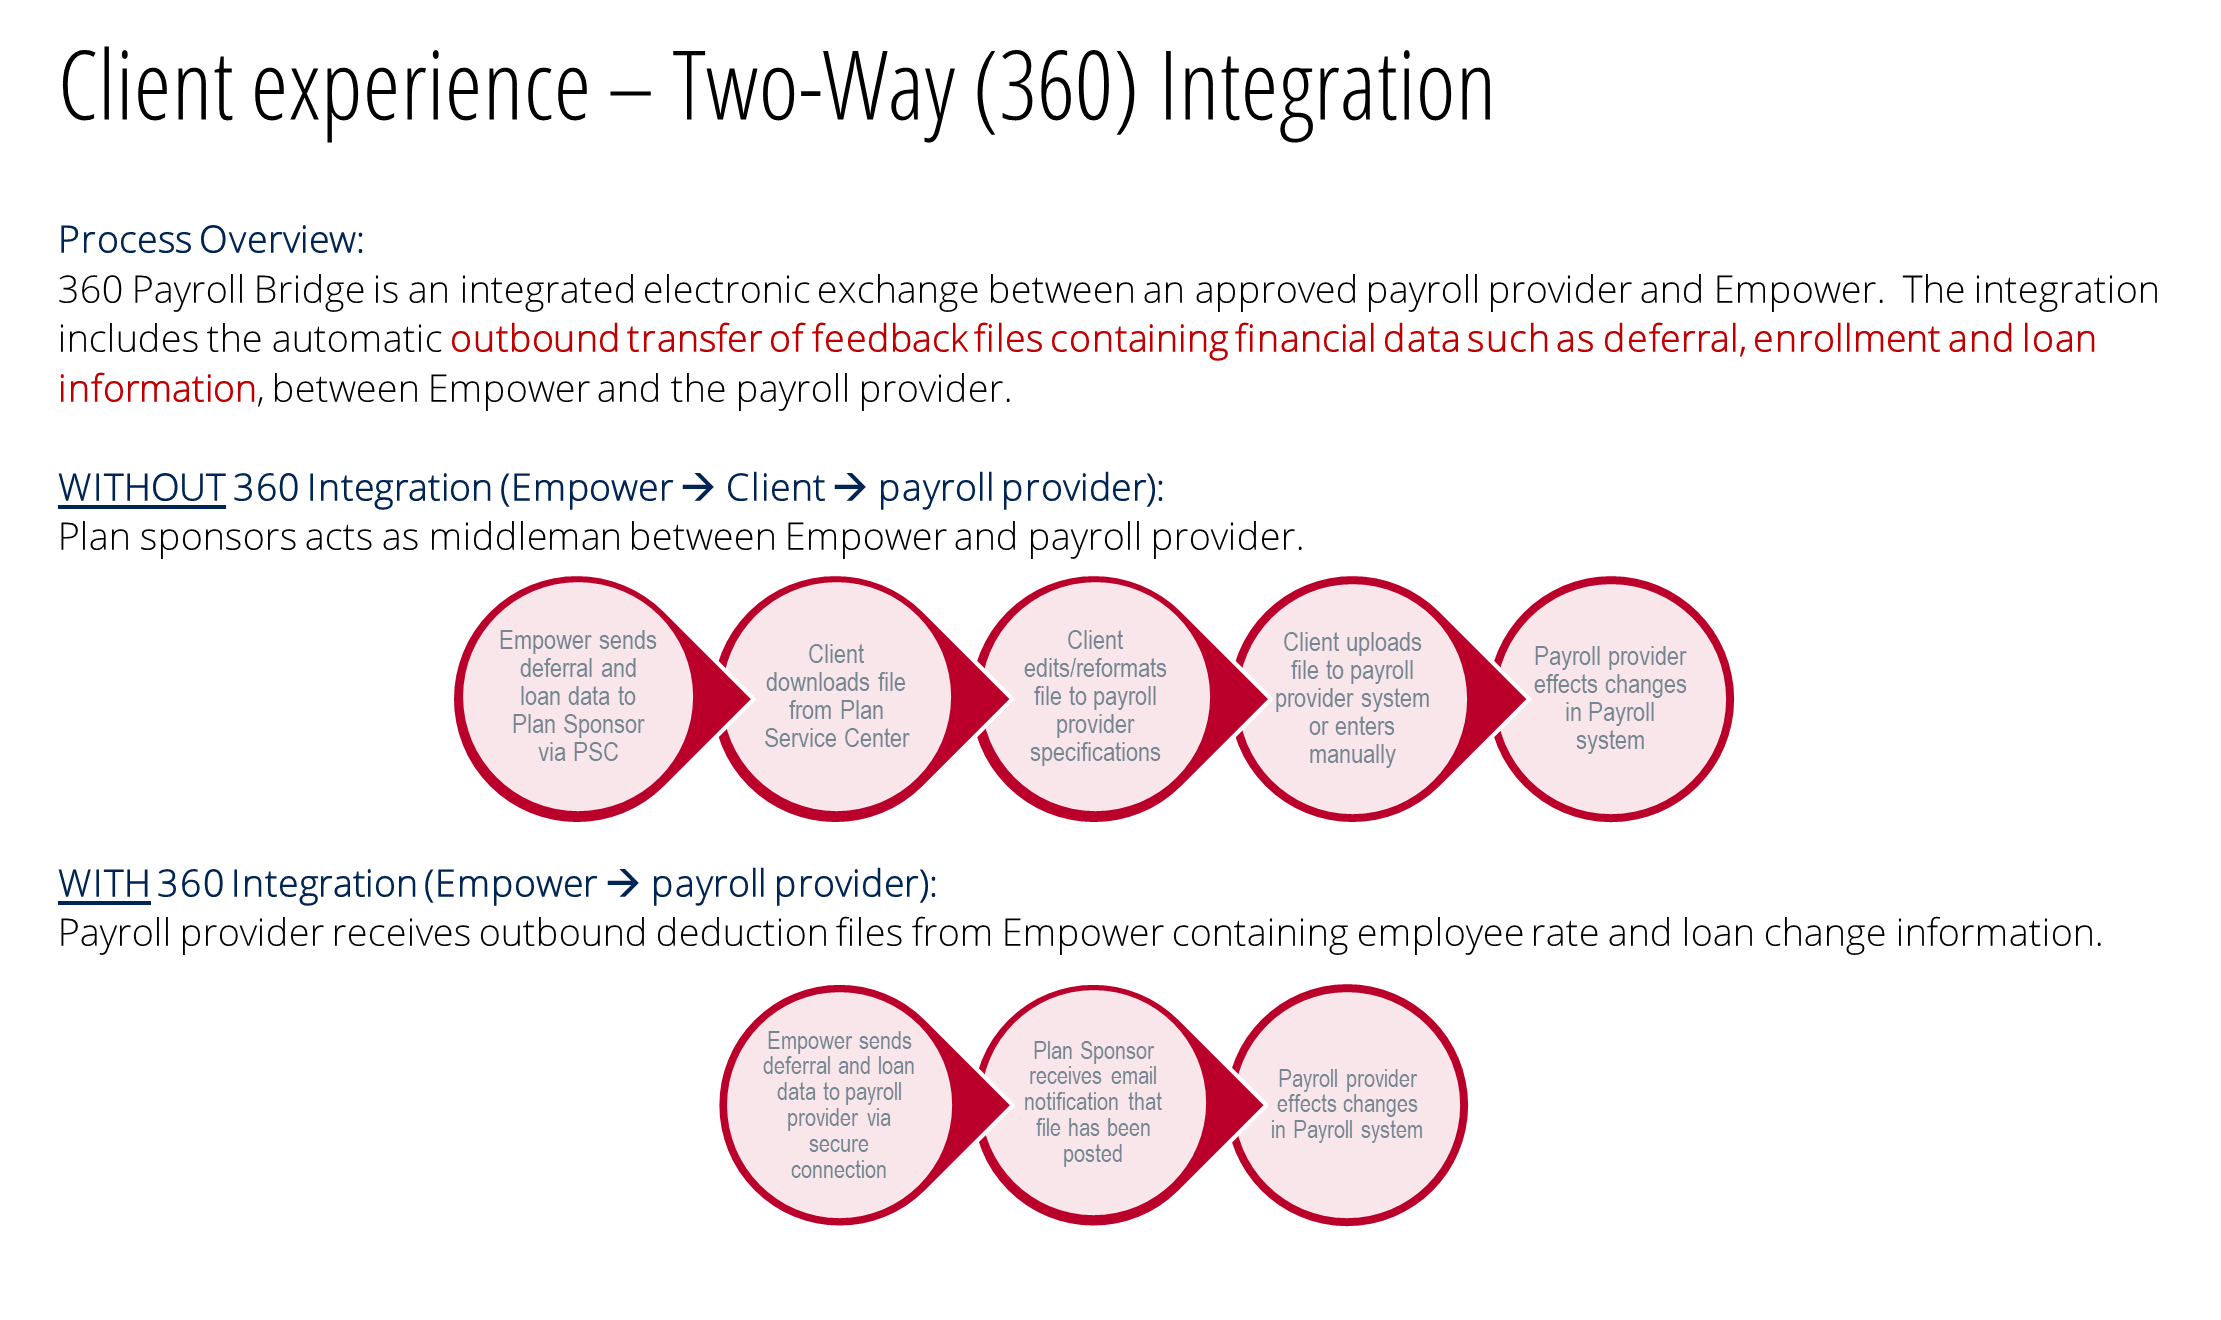 Client experience – Two-Way (360) Integration
Process Overview:
360 Payroll Bridge is an integrated electronic exchange between an approved payroll provider and Empower.  The integration
includes the automatic outbound transfer of feedback files containing financial data such as deferral, enrollment and loan
information, between Empower and the payroll provider.
WITHOUT 360 Integration (Empower → Client → payroll provider):
Plan sponsors acts as middleman between Empower and payroll provider.
Empower sends
deferral and
loan data to
Plan Sponsor
via PSC
Client
downloads file
from Plan
Service Center
Client
edits/reformats
file to payroll
provider
specifications
Client uploads
file to payroll
provider system
or enters
manually
Payroll provider
effects changes
in Payroll
system
WITH 360 Integration (Empower → payroll provider):
Payroll provider receives outbound deduction files from Empower containing employee rate and loan change information.
Empower sends
deferral and loan
data to payroll
provider via
secure
connection
Plan Sponsor
receives email
notification that
file has been
posted
Payroll provider
effects changes
in Payroll system